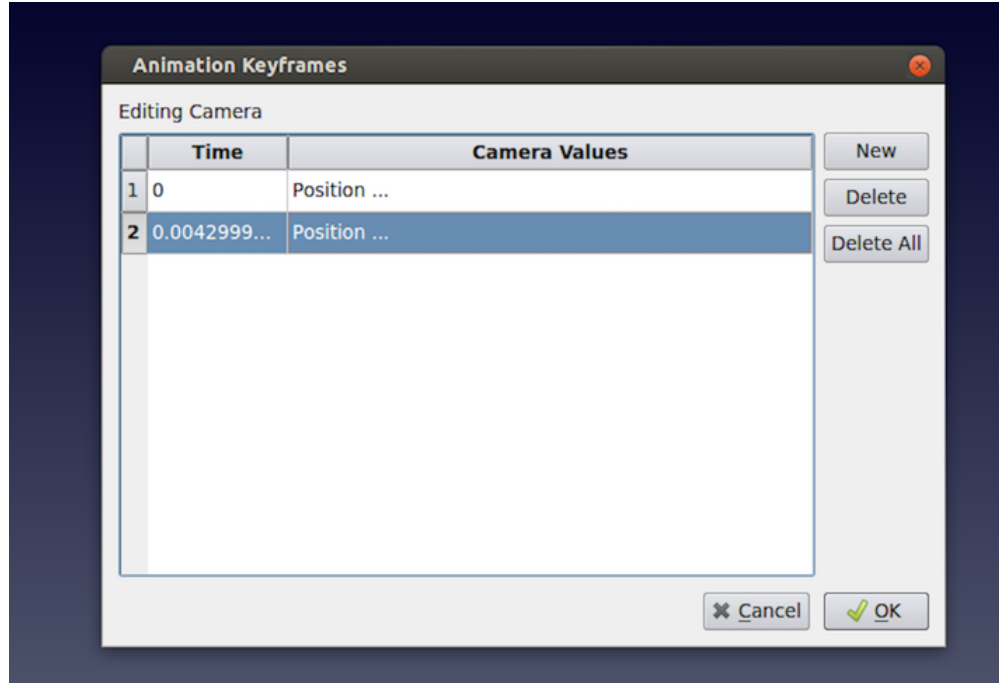 Animation Keyframes
Editing Camera
Time Camera Values
1 0 Position ...
2 0.0042999... Position ...
New
Delete
Delete All
Cancel
OK